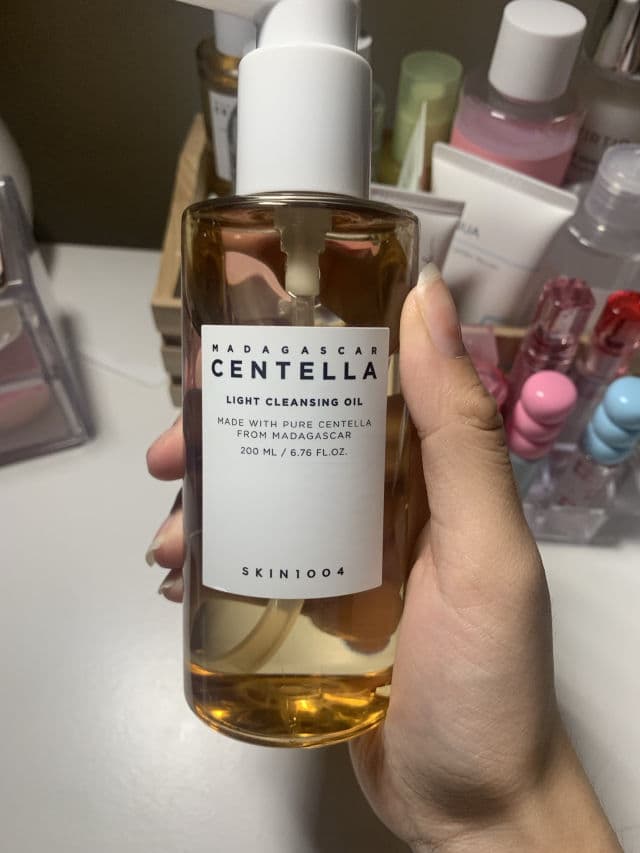 MADAGASCAR
CENTELLA
LIGHT CLEANSING OIL
MADE WITH PURE CENTELLA
FROM MADAGASCAR
200 ML / 6.76 FL.OZ.
SKIN1004